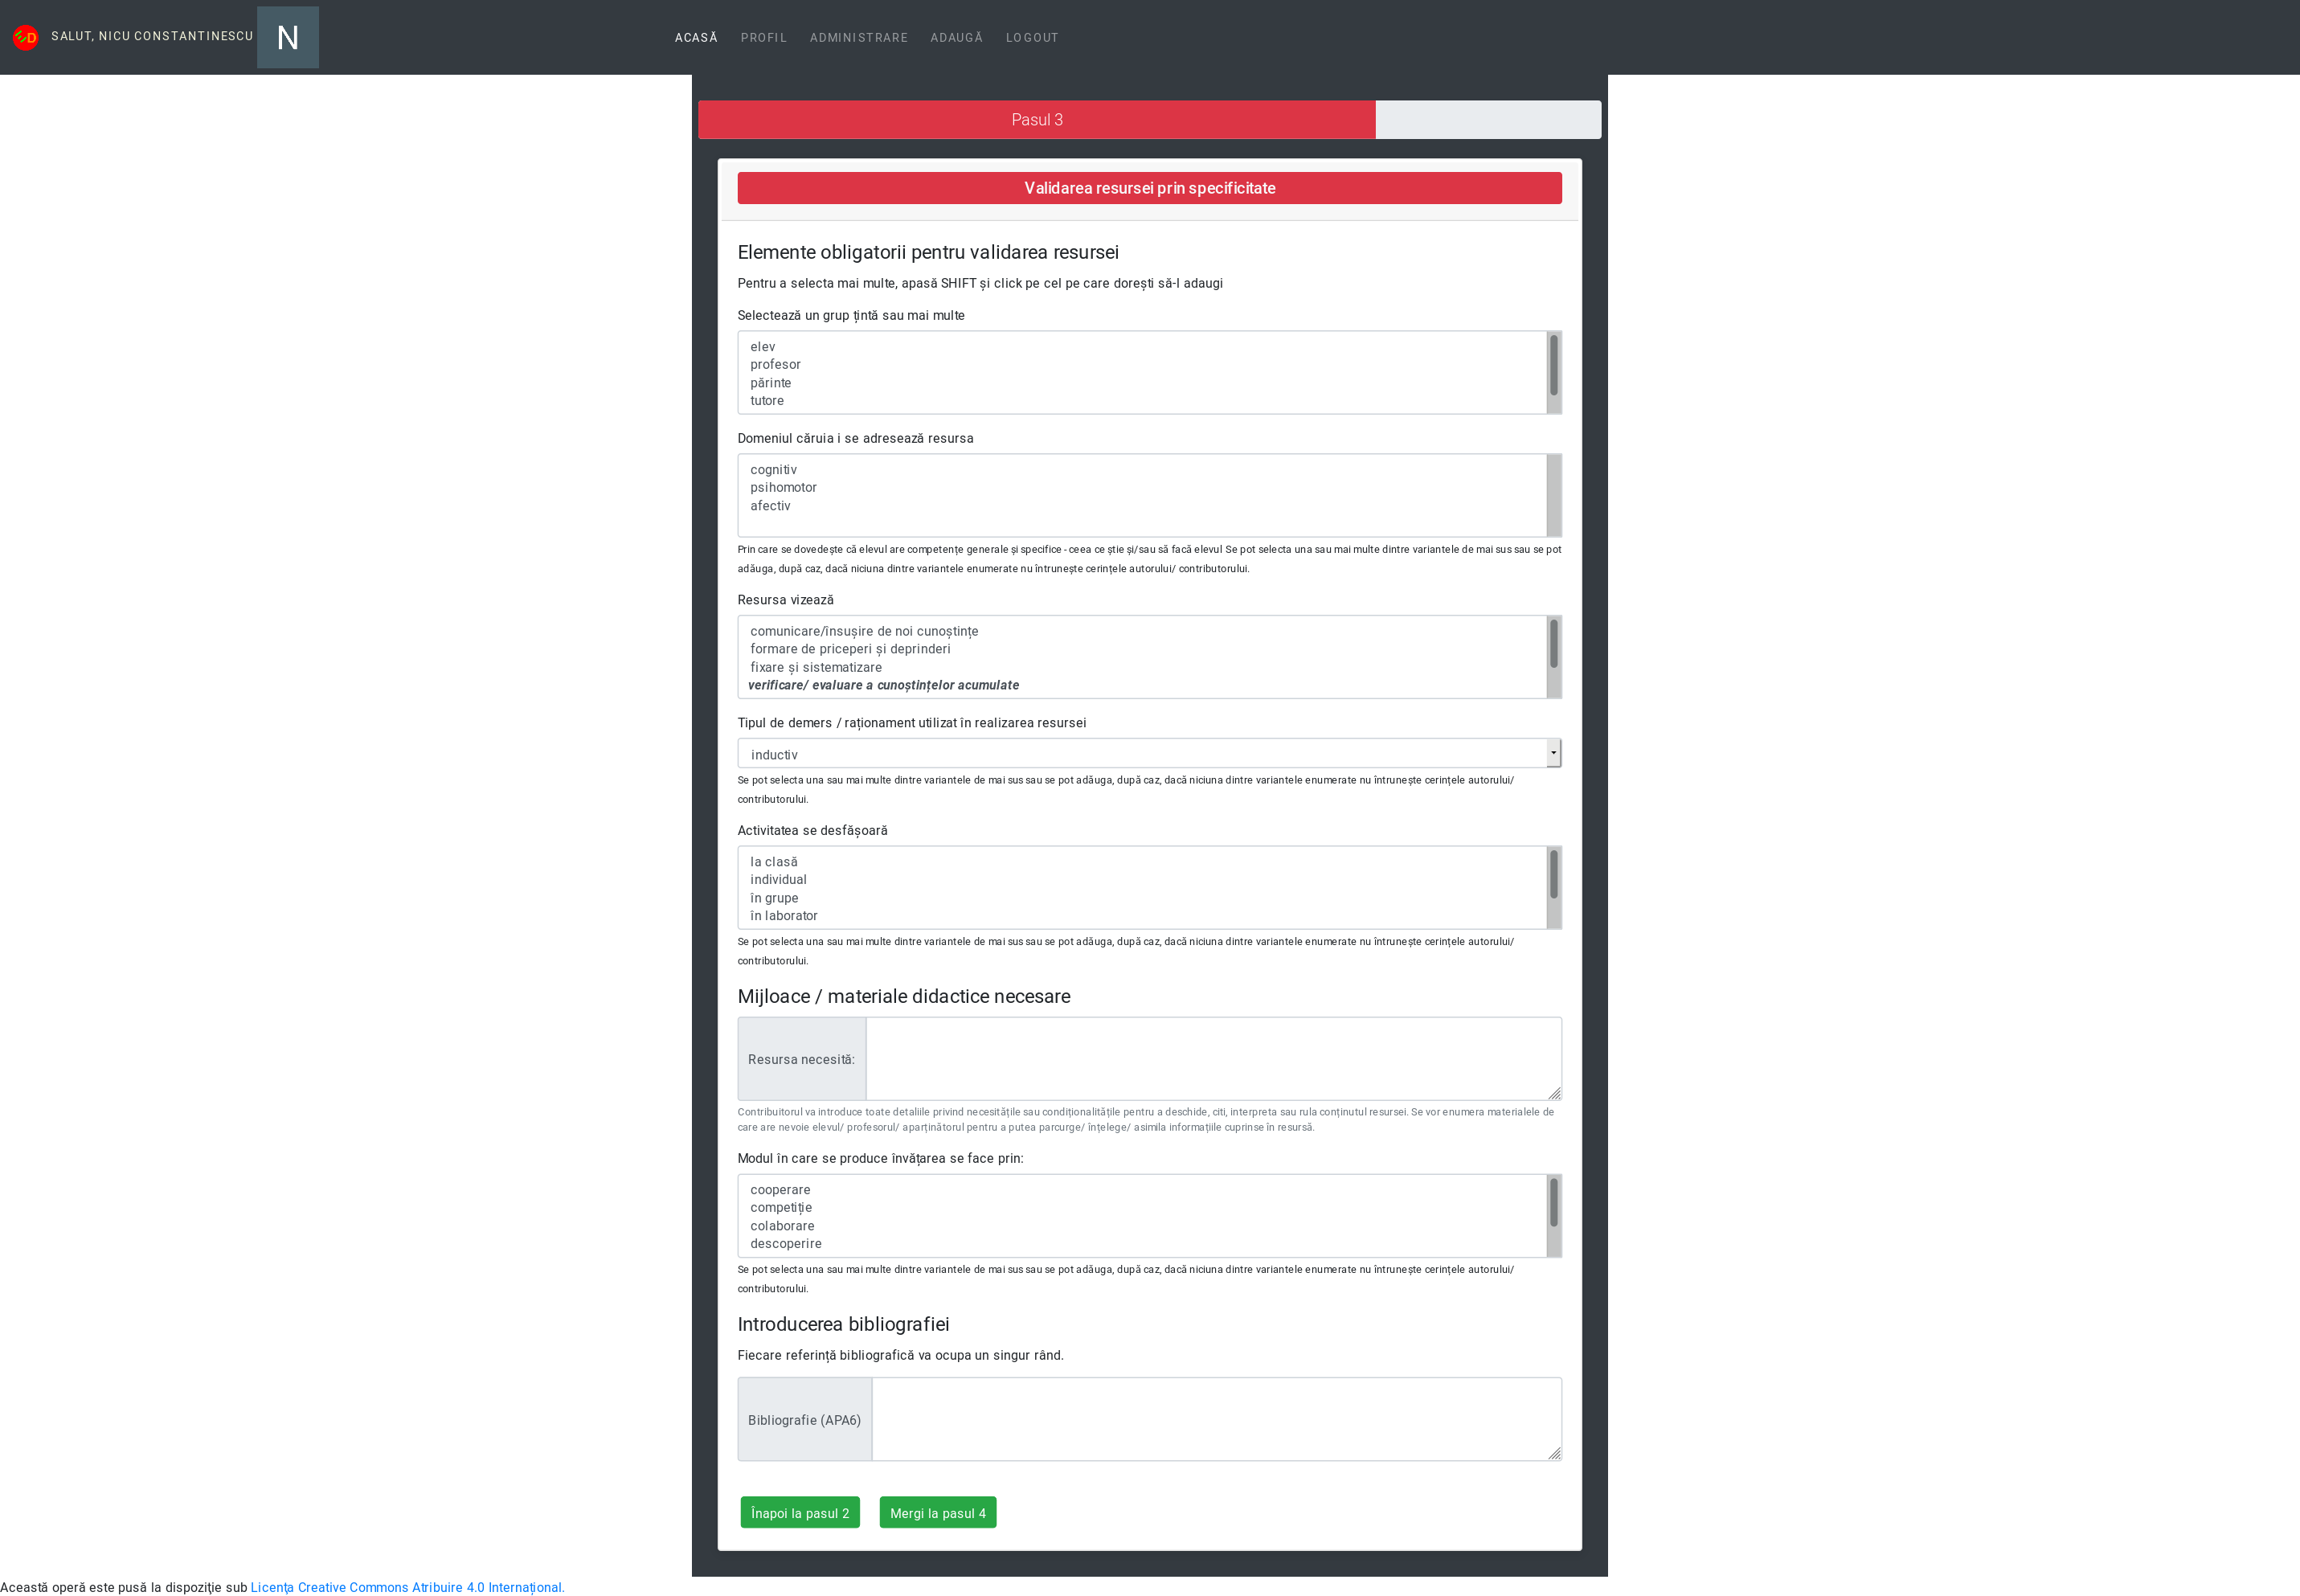 D
SALUT, NICU CONSTANTINESCU
N
ACASĂ
PROFIL
ADMINISTRARE
ADAUGĂ
LOGOUT
Pasul 3
Validarea resursei prin specificitate
Elemente obligatorii pentru validarea resursei
Pentru a selecta mai multe, apasă SHIFT și click pe cel pe care dorești să-l adaugi
Selectează un grup țintă sau mai multe
elev
profesor
părinte
tutore
Domeniul căruia i se adresează resursa
cognitiv
psihomotor
afectiv
Prin care se dovedește că elevul are competențe generale și specifice - ceea ce știe și/sau să facă elevul Se pot selecta una sau mai multe dintre variantele de mai sus sau se pot
adăuga, după caz, dacă niciuna dintre variantele enumerate nu întrunește cerințele autorului/ contributorului.
Resursa vizează
comunicare/însușire de noi cunoștințe
formare de priceperi și deprinderi
fixare și sistematizare
verificare/ evaluare a cunoștințelor acumulate
Tipul de demers / raționament utilizat în realizarea resursei
inductiv
Se pot selecta una sau mai multe dintre variantele de mai sus sau se pot adăuga, după caz, dacă niciuna dintre variantele enumerate nu întrunește cerințele autorului/
contributorului.
Activitatea se desfășoară
la clasă
individual
în grupe
în laborator
Se pot selecta una sau mai multe dintre variantele de mai sus sau se pot adăuga, după caz, dacă niciuna dintre variantele enumerate nu întrunește cerințele autorului/
contributorului.
Mijloace / materiale didactice necesare
Resursa necesită:
Contribuitorul va introduce toate detaliile privind necesitățile sau condiționalitățile pentru a deschide, citi, interpreta sau rula conținutul resursei. Se vor enumera materialele de
care are nevoie elevul/ profesorul/ aparținătorul pentru a putea parcurge/ înțelege/ asimila informațiile cuprinse în resursă.
Modul în care se produce învățarea se face prin:
cooperare
competiție
colaborare
descoperire
Se pot selecta una sau mai multe dintre variantele de mai sus sau se pot adăuga, după caz, dacă niciuna dintre variantele enumerate nu întrunește cerințele autorului/
contributorului.
Introducerea bibliografiei
Fiecare referință bibliografică va ocupa un singur rând.
Bibliografie (APA6)
Înapoi la pasul 2
Mergi la pasul 4
Această operă este pusă la dispoziţie sub Licenţa Creative Commons Atribuire 4.0 Internațional.